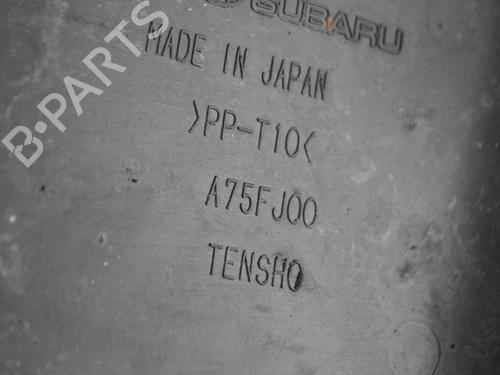 SUBARU
MADE IN JAPAN
>PP-T10<
A75FJ00
TENSHO
B·PARTS